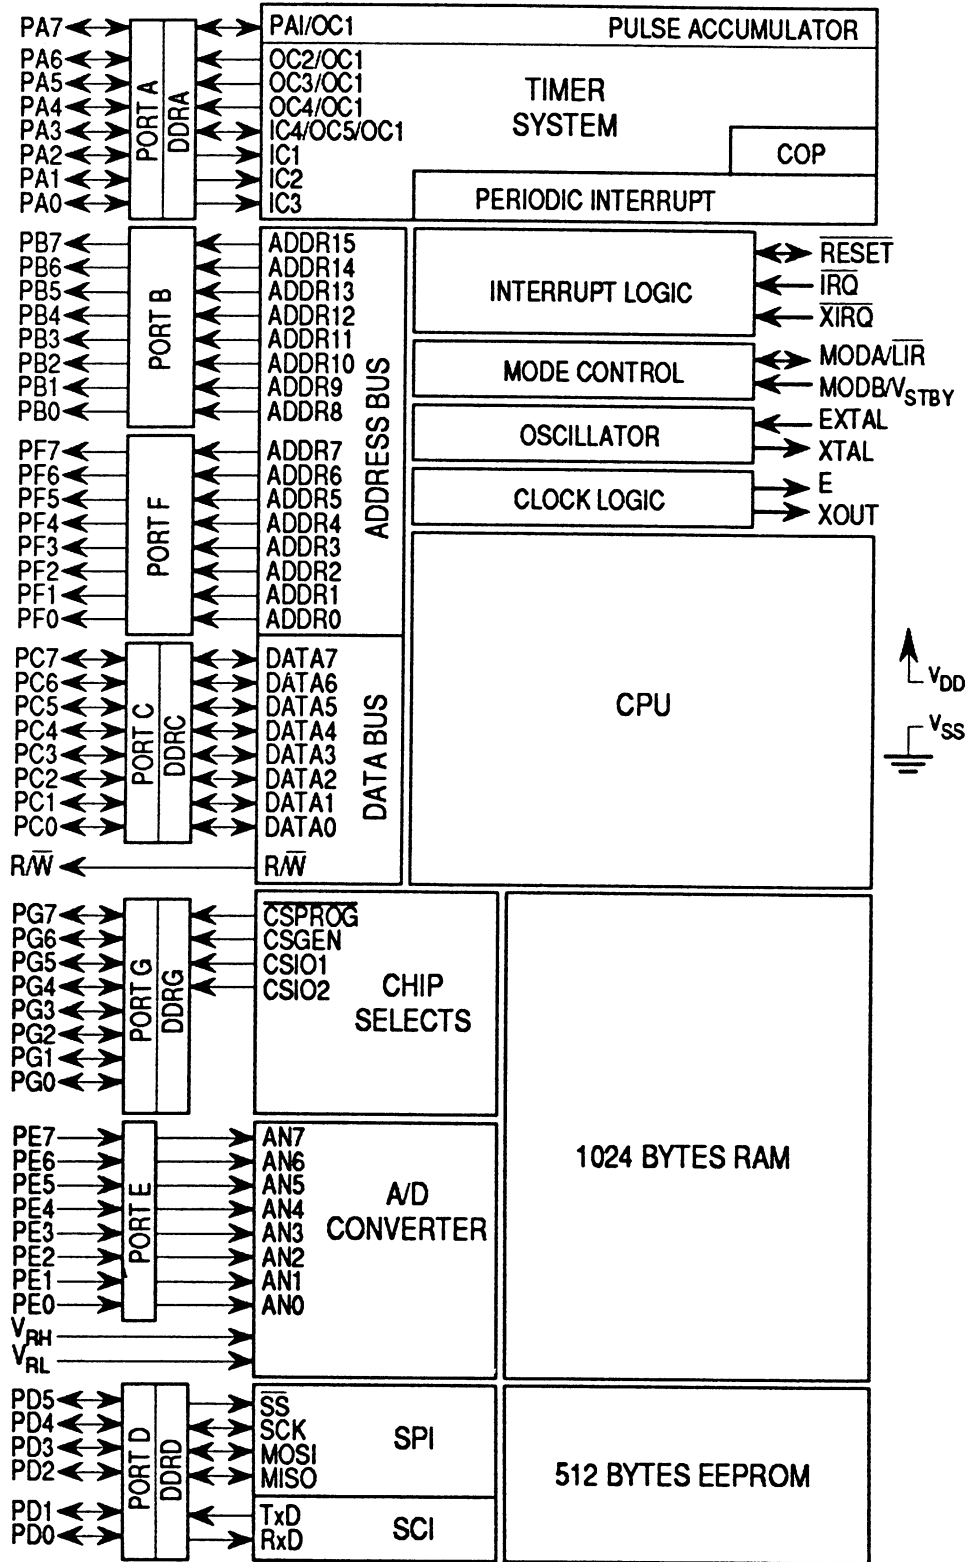 PA7 PAI/OC1 PULSE ACCUMULATOR
PA6 OC2/OC1
PA5 OC3/OC1
PA4 OC4/OC1
PA3 IC4/OC5/OC1
PA2 IC1
PA1 IC2
PA0 IC3
PORT A
DDRA
TIMER
SYSTEM
COP
PERIODIC INTERRUPT
PB7 ADDR15
PB6 ADDR14
PB5 ADDR13
PB4 ADDR12
PB3 ADDR11
PB2 ADDR10
PB1 ADDR9
PB0 ADDR8
PORT B
PF7 ADDR7
PF6 ADDR6
PF5 ADDR5
PF4 ADDR4
PF3 ADDR3
PF2 ADDR2
PF1 ADDR1
PF0 ADDR0
PORT F
ADDRESS BUS
INTERRUPT LOGIC
RESET
IRQ
XIRQ
MODE CONTROL
MODA/LIR
MODB/VSTBY
OSCILLATOR
EXTAL
XTAL
CLOCK LOGIC
E
XOUT
CPU
VDD
VSS
PC7 DATA7
PC6 DATA6
PC5 DATA5
PC4 DATA4
PC3 DATA3
PC2 DATA2
PC1 DATA1
PC0 DATA0
PORT C
DDRC
DATA BUS
R/W R/W
PG7 CSPROG
PG6 CSGEN
PG5 CSIO1
PG4 CSIO2
PG3
PG2
PG1
PG0
PORT G
DDRG
CHIP
SELECTS
1024 BYTES RAM
PE7 AN7
PE6 AN6
PE5 AN5
PE4 AN4
PE3 AN3
PE2 AN2
PE1 AN1
PE0 AN0
PORT E
A/D
CONVERTER
VRH
VRL
PD5 SS
PD4 SCK
PD3 MOSI
PD2 MISO
SPI
PD1 TxD
PD0 RxD
SCI
PORT D
DDRD
512 BYTES EEPROM